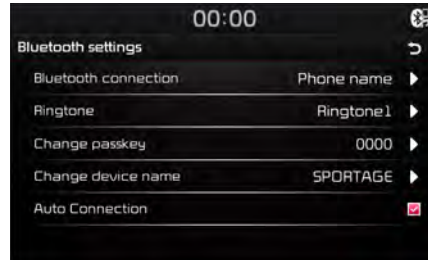 00:00
Bluetooth settings
Bluetooth connection Phone name
Ringtone Ringtone1
Change passkey 0000
Change device name SPORTAGE
Auto Connection